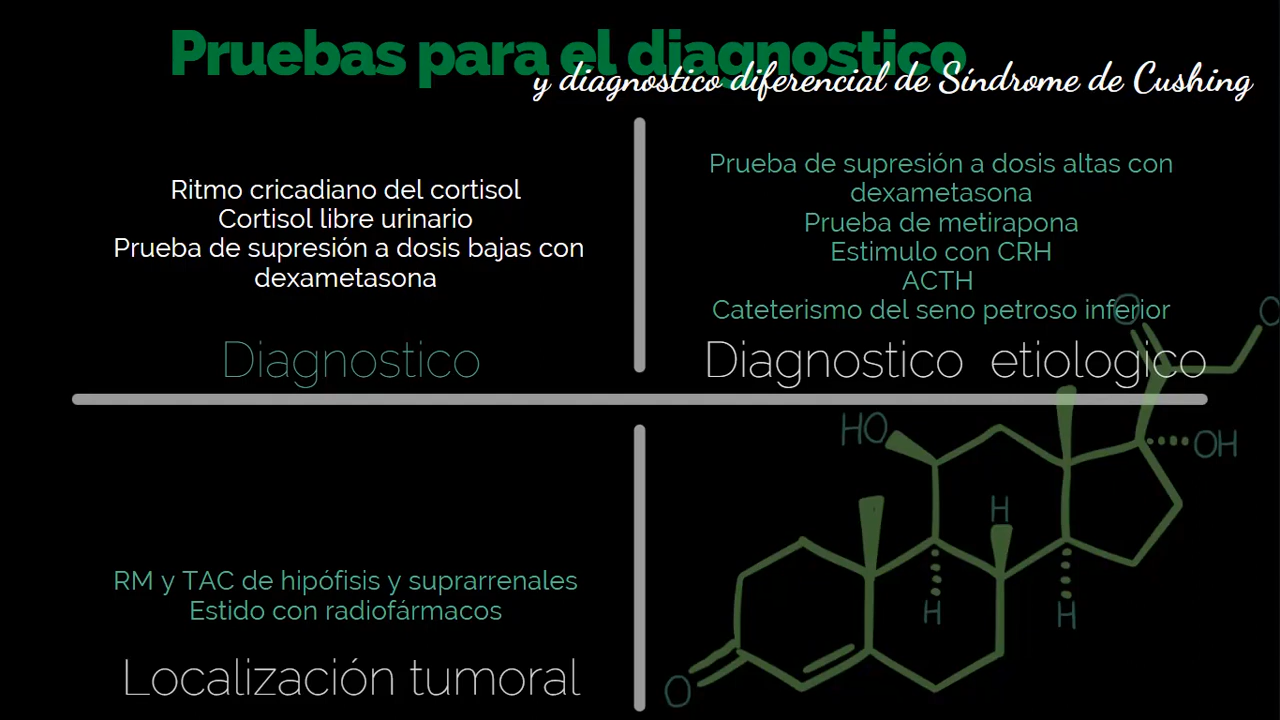 Pruebas para el diagnostico
y diagnostico diferencial de Síndrome de Cushing
Ritmo cricadiano del cortisol
Cortisol libre urinario
Prueba de supresión a dosis bajas con
dexametasona
Diagnostico
Prueba de supresión a dosis altas con
dexametasona
Prueba de metirapona
Estimulo con CRH
ACTH
Cateterismo del seno petroso inferior
Diagnostico etiologico
RM y TAC de hipófisis y suprarrenales
Estido con radiofármacos
Localización tumoral
O
O
HO
OH
H
H
H
O